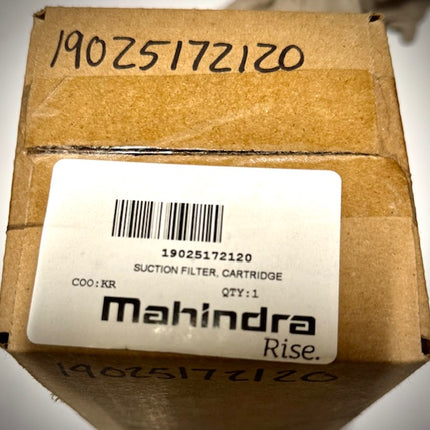 19025172120
19025172120
SUCTION FILTER, CARTRIDGE
COO:KR QTY:1
Mahindra
Rise.
19025172120